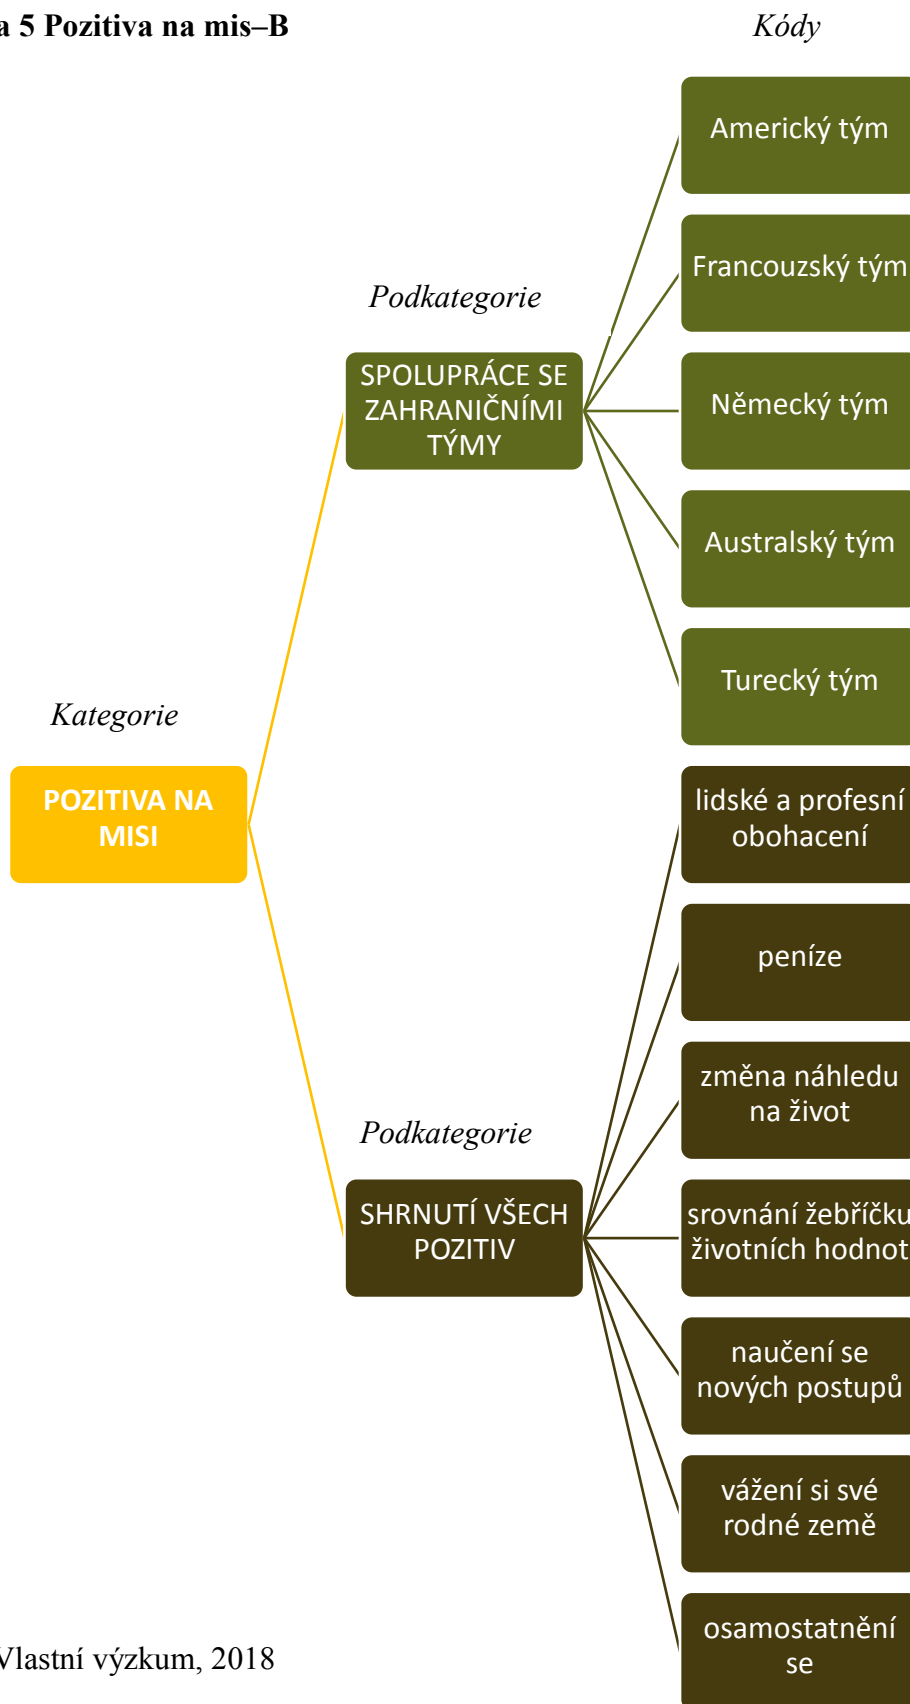 a 5 Pozitiva na mis–B
Kódy
Americký tým
Francouzský tým
Podkategorie
SPOLUPRÁCE SE
ZAHRANIČNÍMI
TÝMY
Německý tým
Australský tým
Turecký tým
Kategorie
POZITIVA NA
MISI
lidské a profesní
obohacení
peníze
změna náhledu
na život
Podkategorie
SHRNUTÍ VŠECH
POZITIV
srovnání žebříčku
životních hodnot
naučení se
nových postupů
vážení si své
rodné země
osamostatnění
se
Vlastní výzkum, 2018